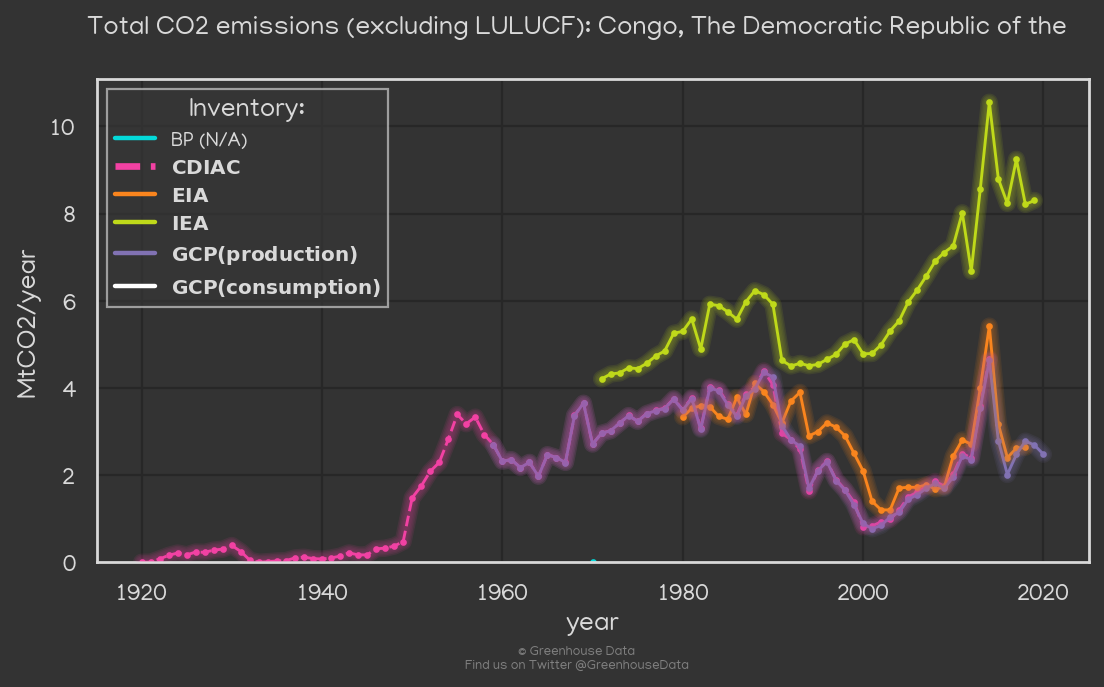 Total CO2 emissions (excluding LULUCF): Congo, The Democratic Republic of the
Inventory:
BP (N/A)
CDIAC
EIA
IEA
GCP(production)
GCP(consumption)
MtCO2/year
10
8
6
4
2
0
1920 1940 1960 1980 2000 2020
year
© Greenhouse Data
Find us on Twitter @GreenhouseData